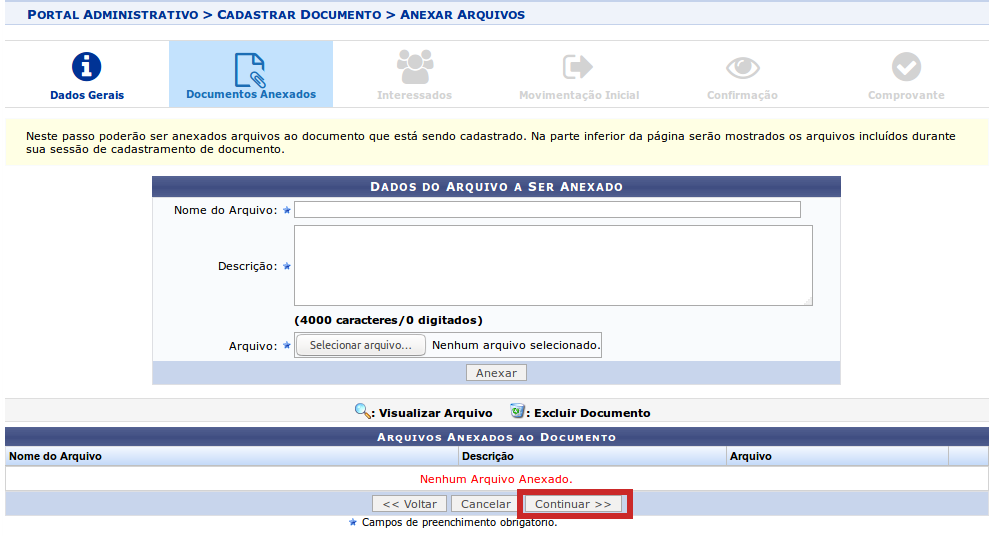 PORTAL ADMINISTRATIVO > CADASTRAR DOCUMENTO > ANEXAR ARQUIVOS
Dados Gerais
Documentos Anexados
Interessados
Movimentação Inicial
Confirmação
Comprovante
Neste passo poderão ser anexados arquivos ao documento que está sendo cadastrado. Na parte inferior da página serão mostrados os arquivos incluídos durante
sua sessão de cadastramento de documento.
DADOS DO ARQUIVO A SER ANEXADO
Nome do Arquivo:
Descrição:
(4000 caracteres/0 digitados)
Arquivo: Selecionar arquivo... Nenhum arquivo selecionado.
Anexar
: Visualizar Arquivo : Excluir Documento
ARQUIVOS ANEXADOS AO DOCUMENTO
Nome do Arquivo Descrição Arquivo
Nenhum Arquivo Anexado.
<< Voltar Cancelar Continuar >>
Campos de preenchimento obrigatório.